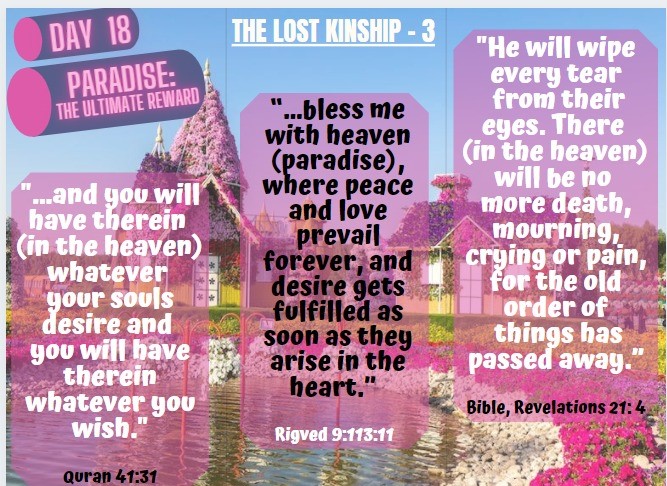 DAY 18
PARADISE:
THE ULTIMATE REWARD
THE LOST KINSHIP - 3
"...and you will
have therein
(in the heaven)
whatever
your souls
desire and
you will have
therein
whatever you
wish."
Quran 41:31
"...bless me
with heaven
(paradise),
where peace
and love
prevail
forever, and
desire gets
fulfilled as
soon as they
arise in the
heart."
Rigved 9:113:11
"He will wipe
every tear
from their
eyes. There
(in the heaven)
will be no
more death,
mourning,
crying or pain,
for the old
order of
things has
passed away."
Bible, Revelations 21: 4